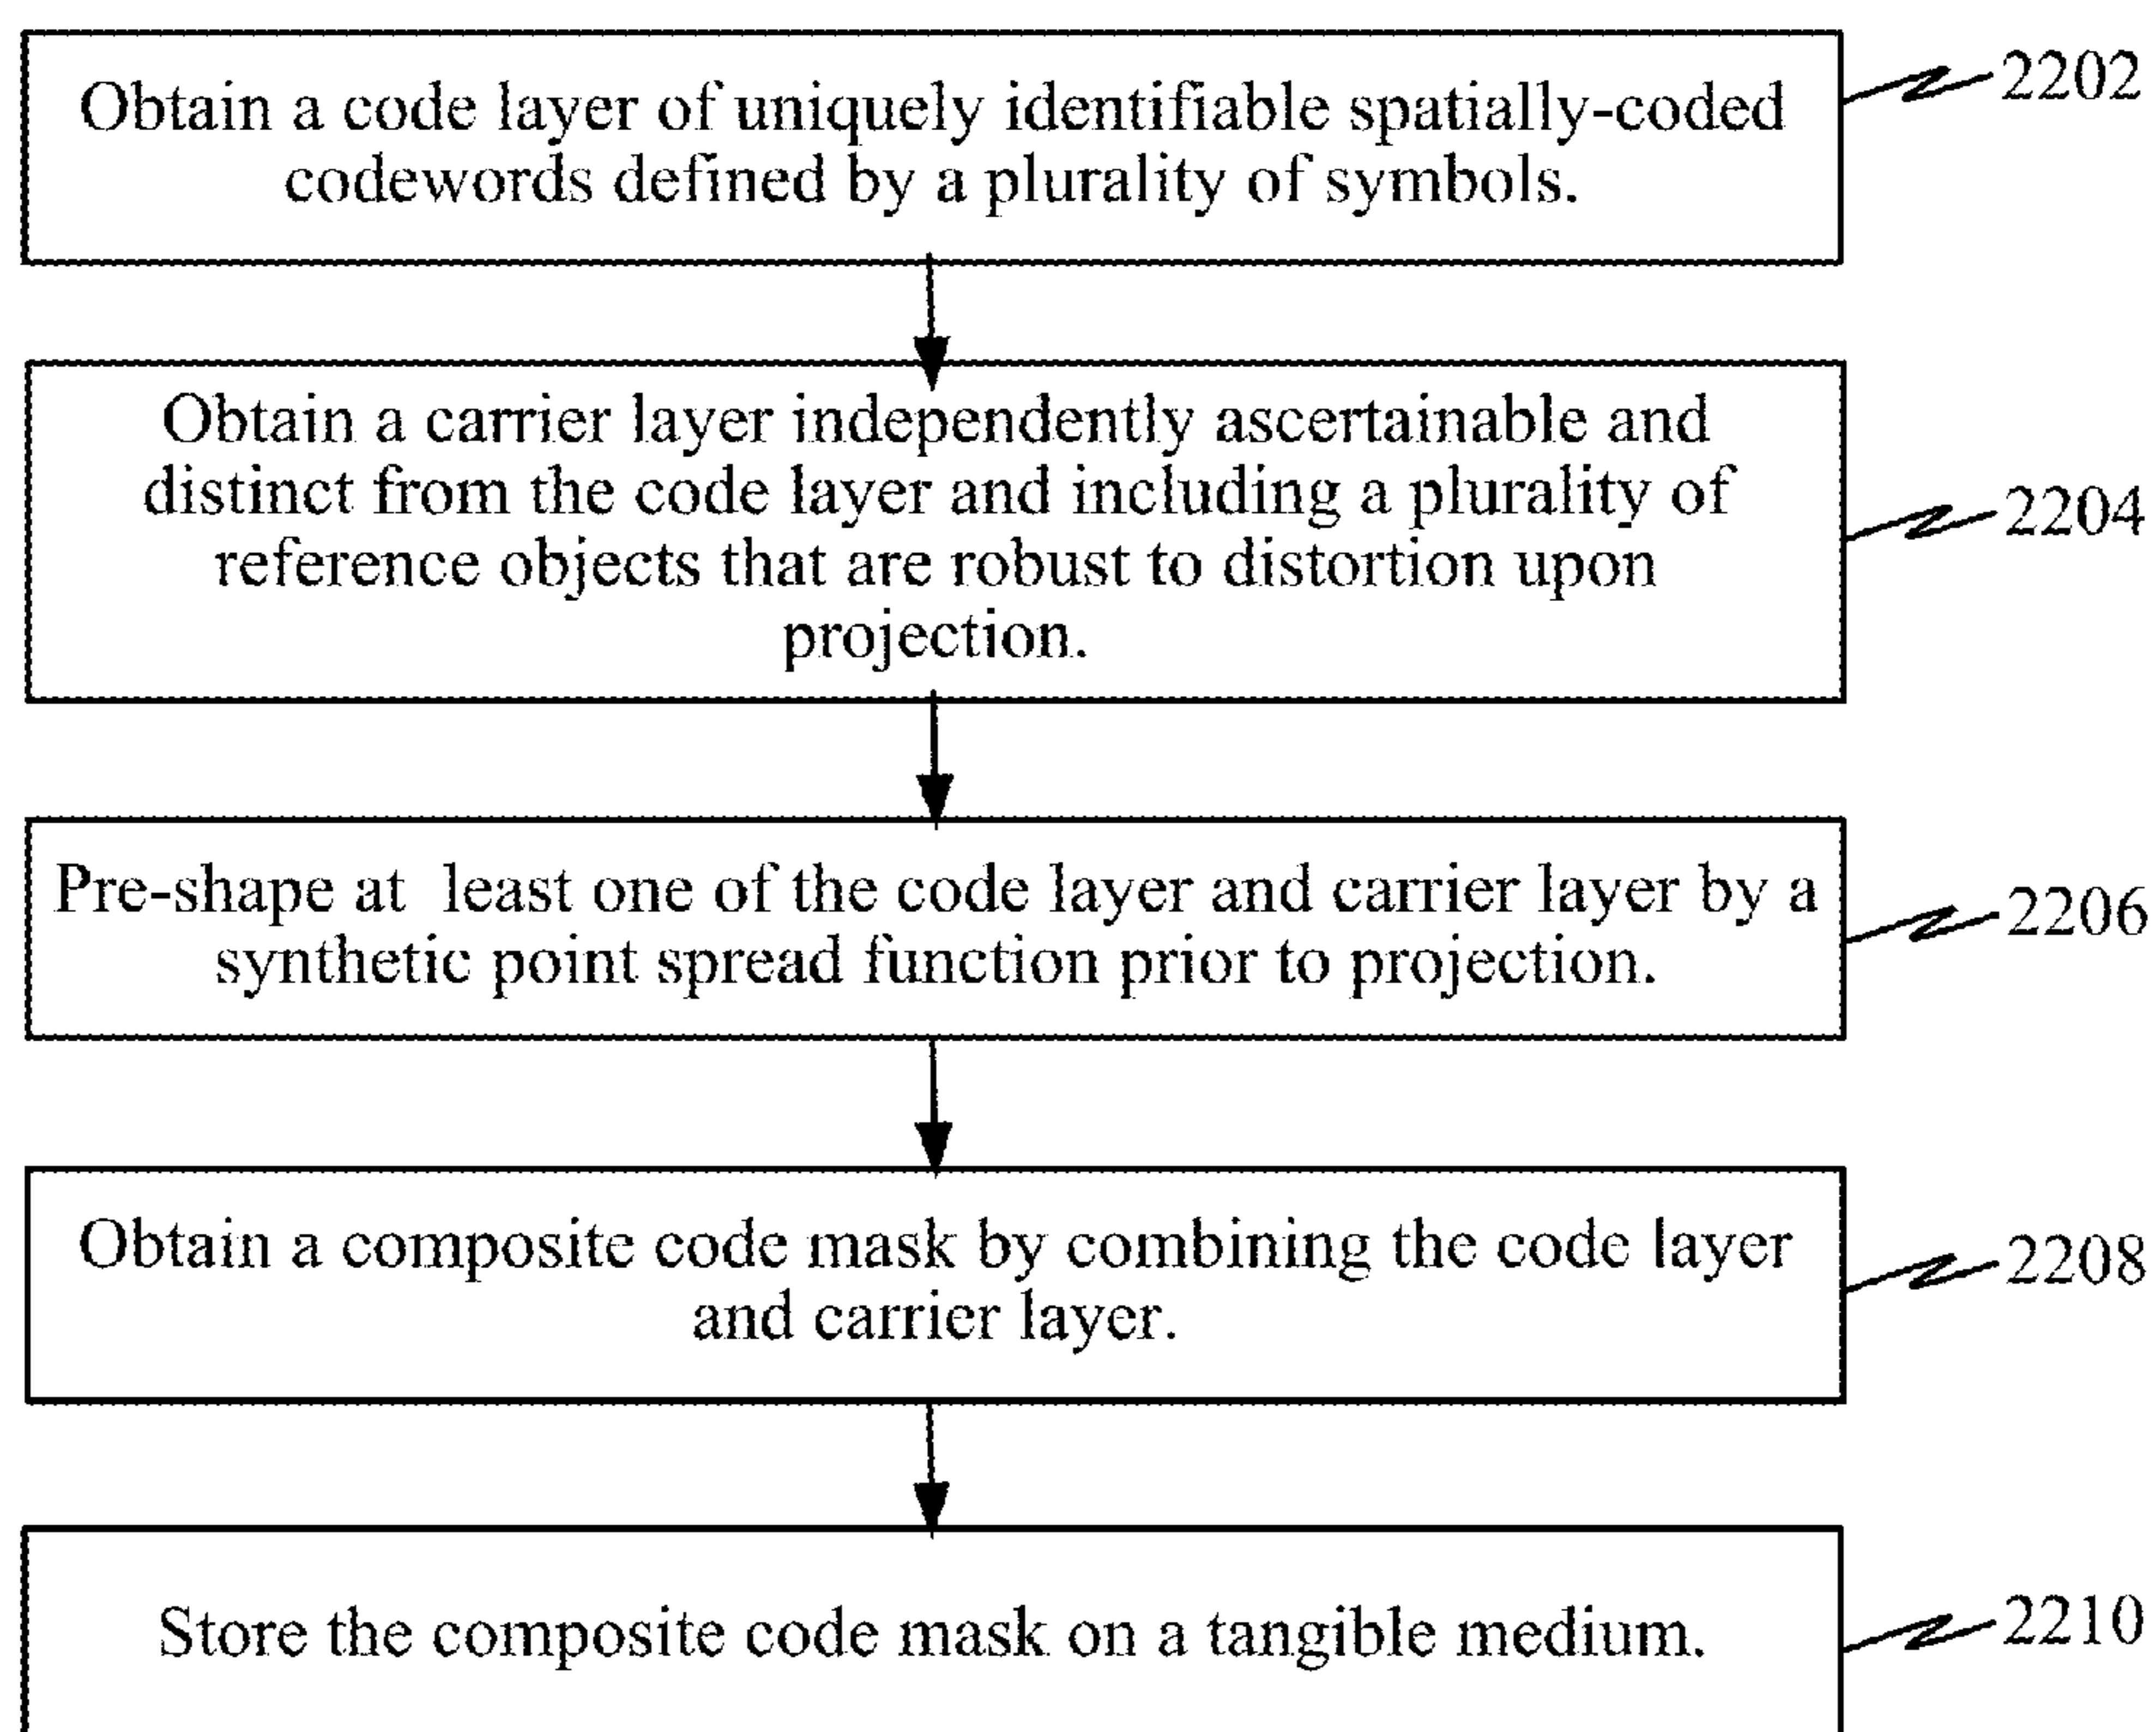 Obtain a code layer of uniquely identifiable spatially-coded
codewords defined by a plurality of symbols.
2202
Obtain a carrier layer independently ascertainable and
distinct from the code layer and including a plurality of
reference objects that are robust to distortion upon
projection.
2204
Pre-shape at least one of the code layer and carrier layer by a
synthetic point spread function prior to projection.
2206
Obtain a composite code mask by combining the code layer
and carrier layer.
2208
Store the composite code mask on a tangible medium.
2210